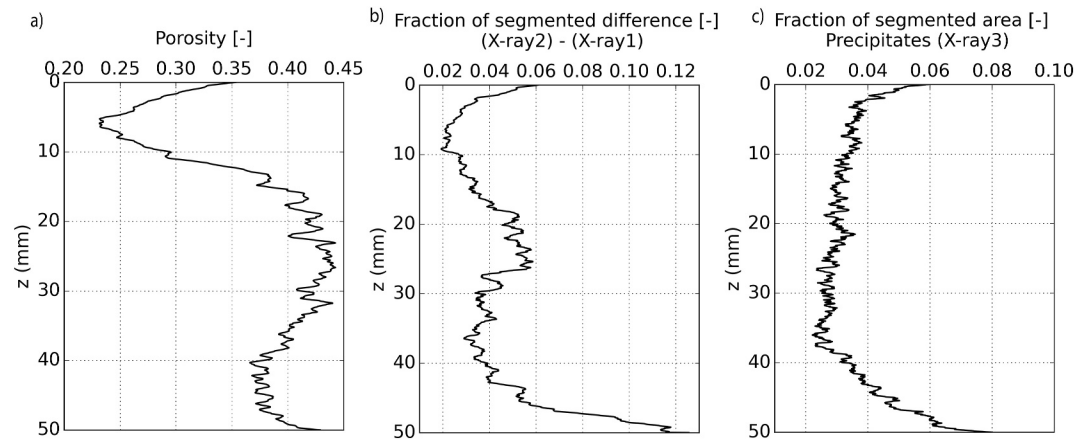 a)
Porosity [-]
0.20 0.25 0.30 0.35 0.40 0.45
0
10
20
30
40
50
z (mm)
b)
Fraction of segmented difference [-]
(X-ray2) - (X-ray1)
0.02 0.04 0.06 0.08 0.10 0.12
0
10
20
30
40
50
z (mm)
c)
Fraction of segmented area [-]
Precipitates (X-ray3)
0.02 0.04 0.06 0.08 0.10
0
10
20
30
40
50
z (mm)